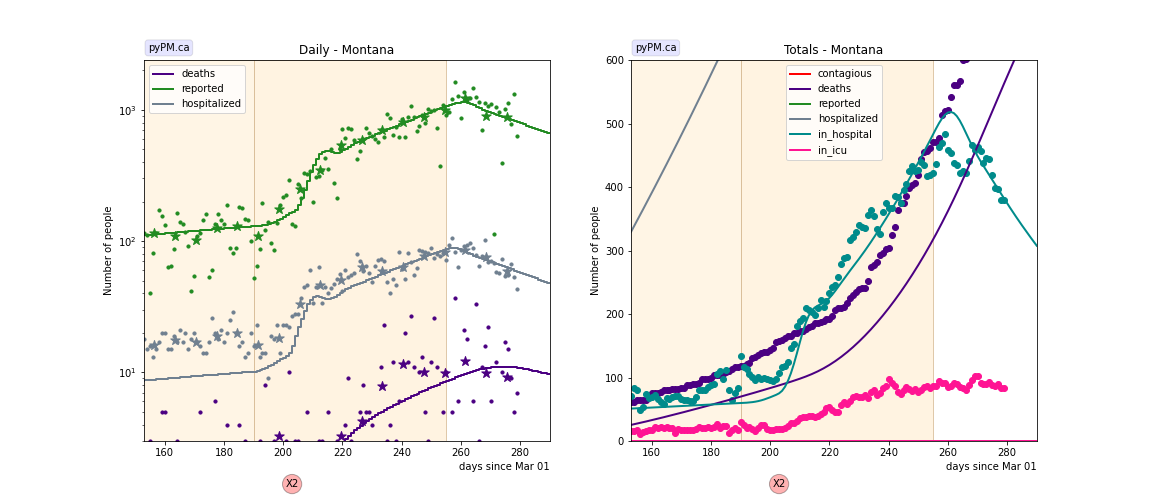 pyPM.ca
Daily - Montana
deaths
reported
hospitalized
10³
10²
10¹
Number of people
160
180
200
220
240
260
280
days since Mar 01
X2
pyPM.ca
Totals - Montana
contagious
deaths
reported
hospitalized
in_hospital
in_icu
600
500
400
300
200
100
0
Number of people
160
180
200
220
240
260
280
days since Mar 01
X2